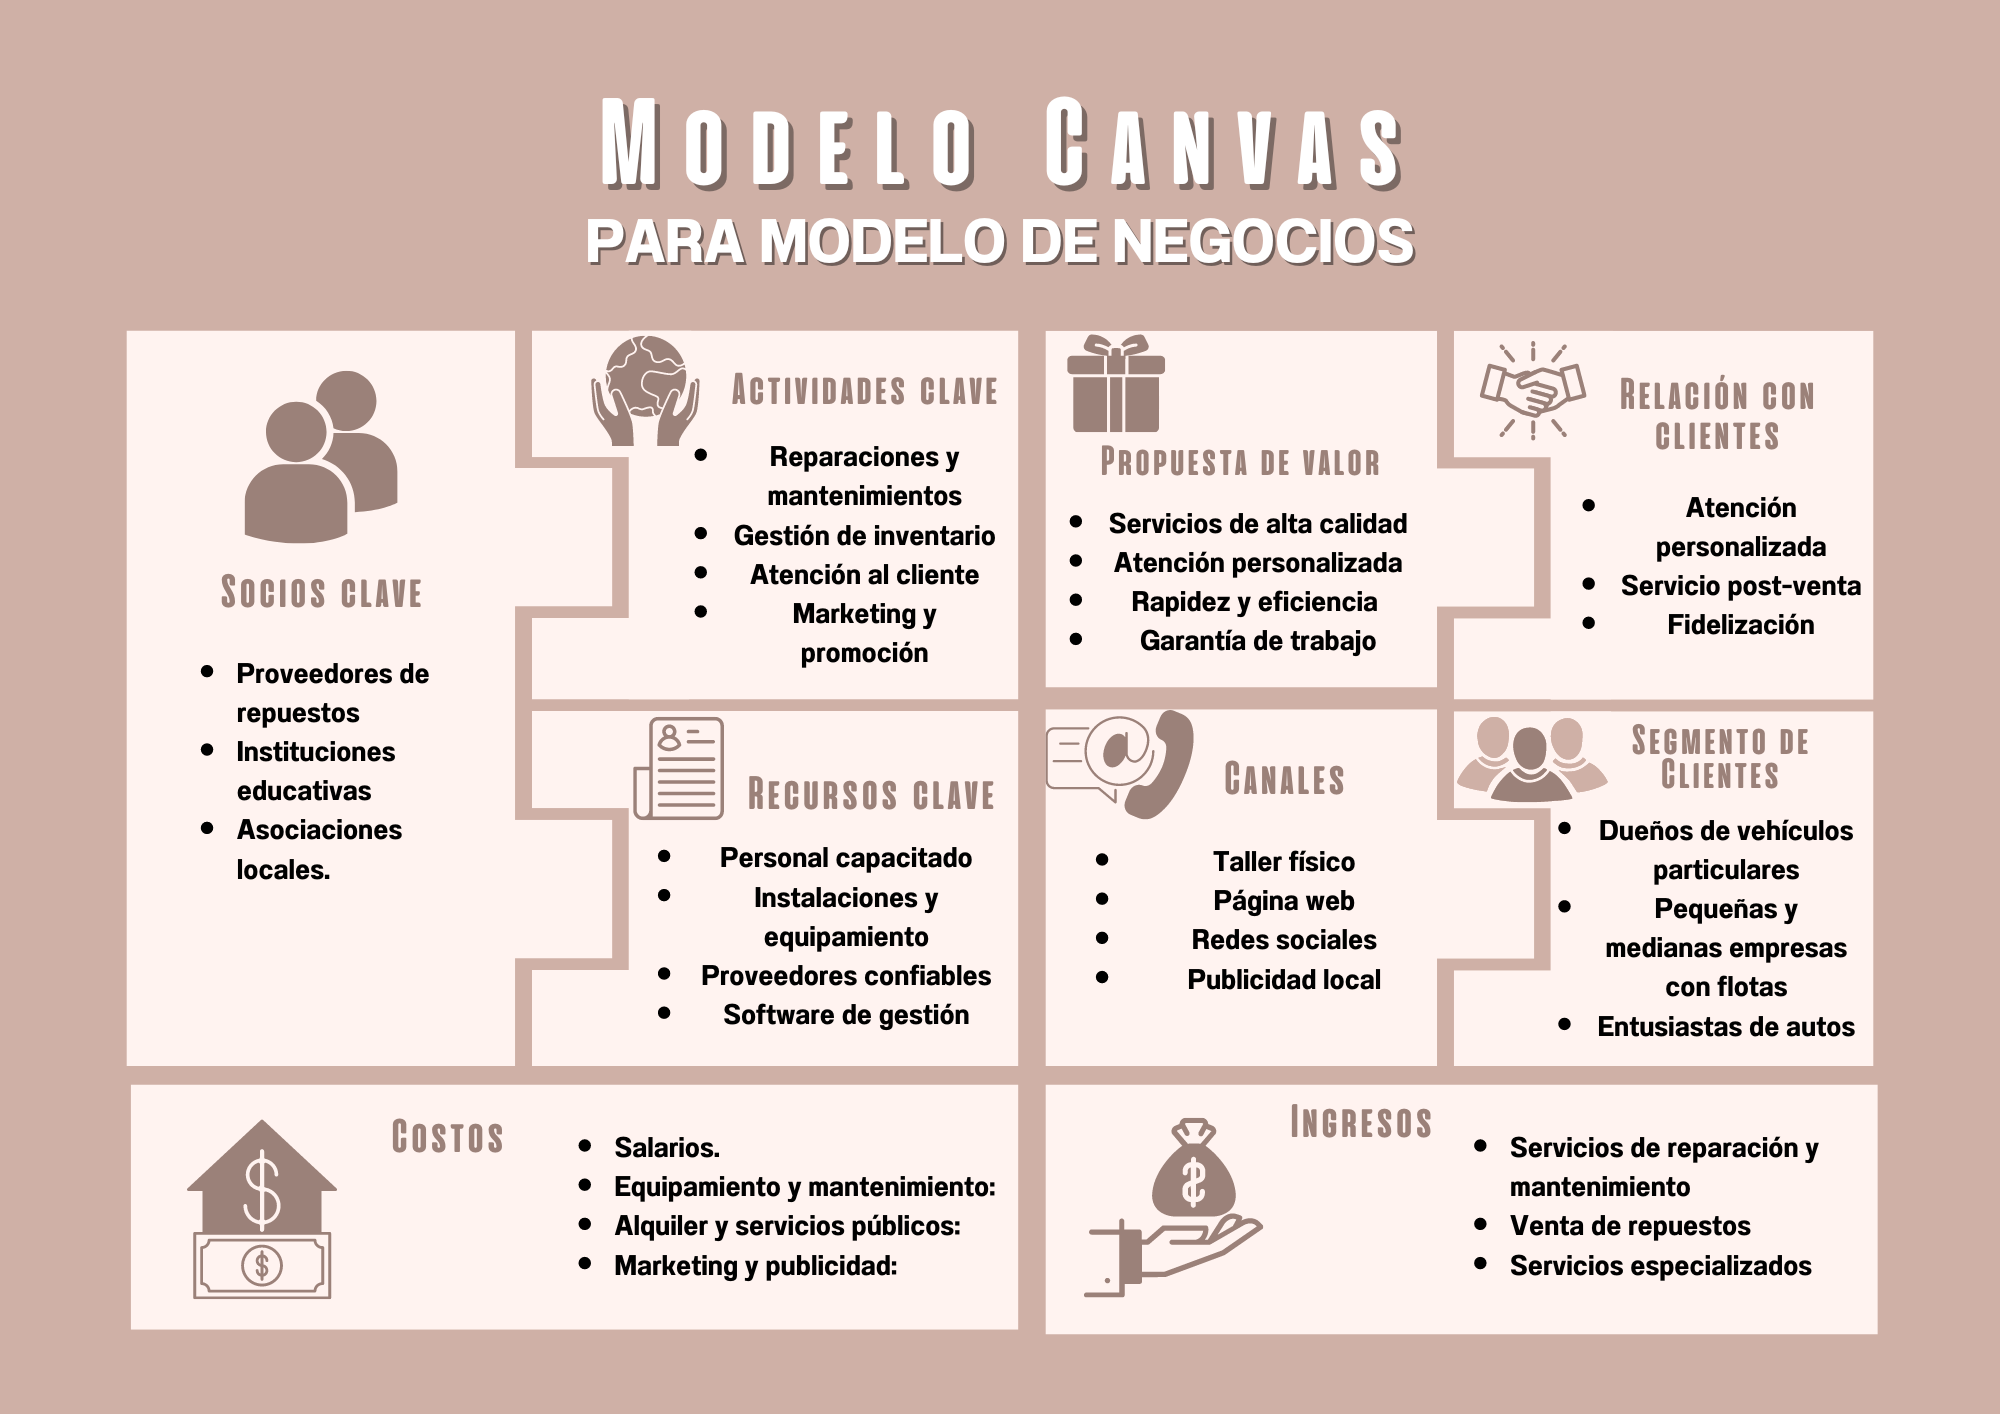 Modelo Canvas
PARA MODELO DE NEGOCIOS
Socios clave
• Proveedores de
repuestos
• Instituciones
educativas
• Asociaciones
locales.
Actividades clave
• Reparaciones y
mantenimientos
• Gestión de inventario
• Atención al cliente
• Marketing y
promoción
Recursos clave
• Personal capacitado
• Instalaciones y
equipamiento
• Proveedores confiables
• Software de gestión
Propuesta de valor
• Servicios de alta calidad
• Atención personalizada
• Rapidez y eficiencia
• Garantía de trabajo
Canales
• Taller físico
• Página web
• Redes sociales
• Publicidad local
Relación con
clientes
• Atención
personalizada
• Servicio post-venta
• Fidelización
Segmento de
Clientes
• Dueños de vehículos
particulares
• Pequeñas y
medianas empresas
con flotas
• Entusiastas de autos
Costos
• Salarios.
• Equipamiento y mantenimiento:
• Alquiler y servicios públicos:
• Marketing y publicidad:
Ingresos
• Servicios de reparación y
mantenimiento
• Venta de repuestos
• Servicios especializados